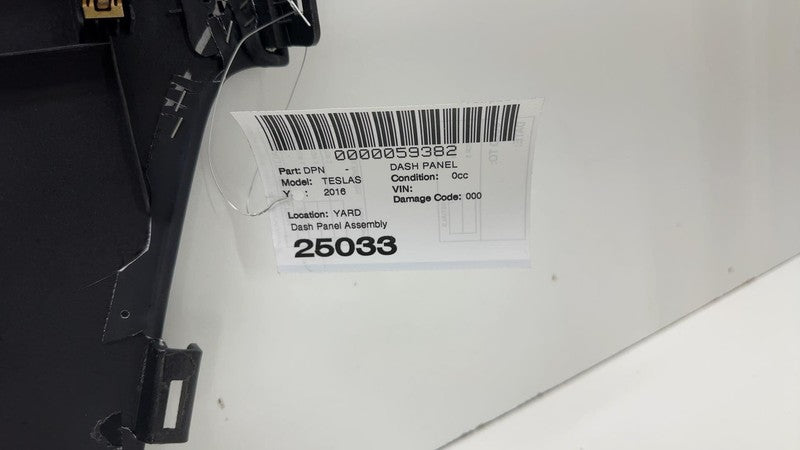 0000059382
Part: DPN - DASH PANEL
Model: TESLAS Condition: 0cc
Y : 2016 VIN:
Damage Code: 000
Location: YARD
Dash Panel Assembly
25033